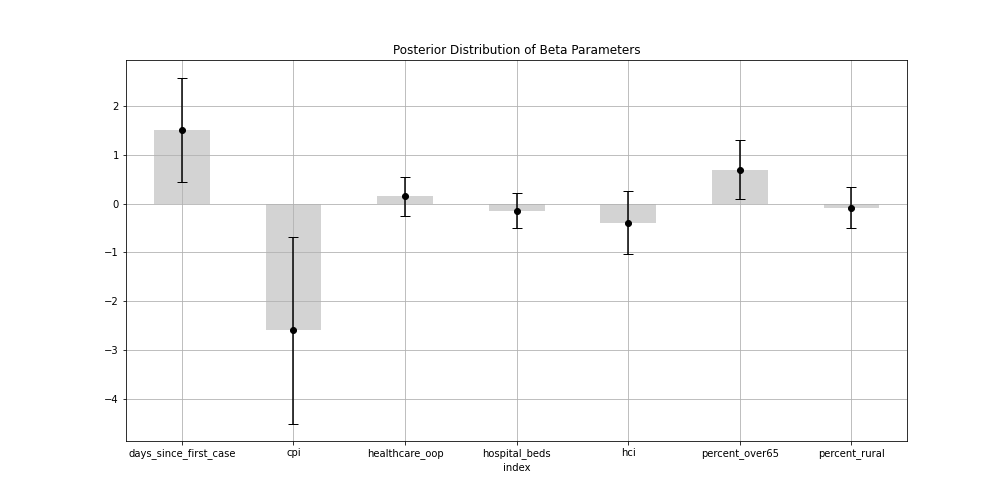 Posterior Distribution of Beta Parameters
2
1
0
−1
−2
−3
−4
days_since_first_case cpi healthcare_oop hospital_beds hci percent_over65 percent_rural
index